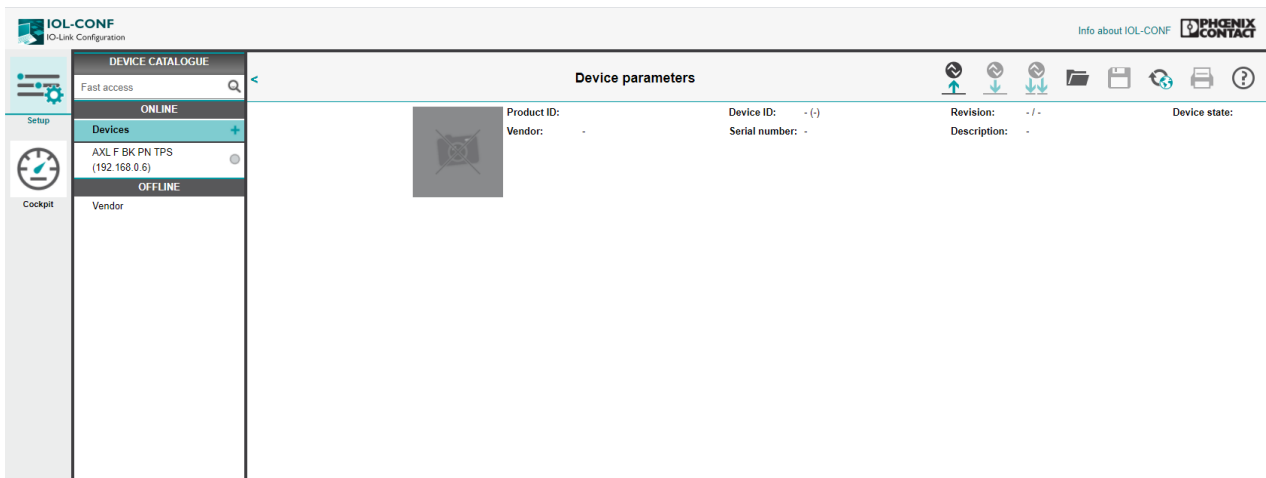 IOL-CONF
IO-Link Configuration
Info about IOL-CONF
PHŒNIX
CONTACT
DEVICE CATALOGUE
Fast access
<
Device parameters
?
Setup
ONLINE
Devices +
AXL F BK PN TPS
(192.168.0.6)
OFFLINE
Vendor
Cockpit
Product ID: Device ID: - (-) Revision: - / - Device state:
Vendor: - Serial number: - Description: -